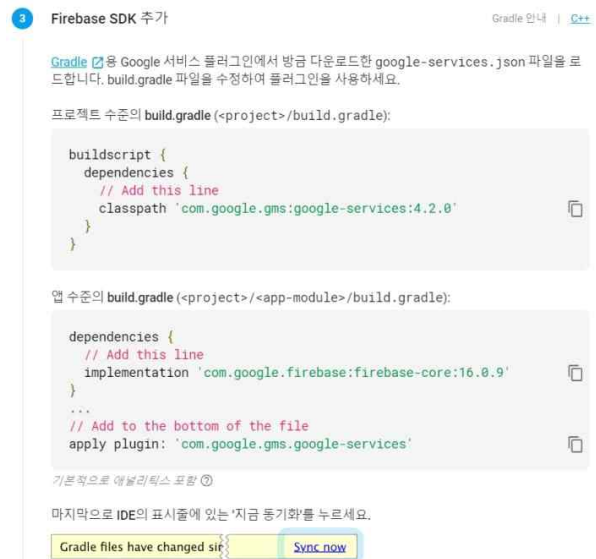 3 Firebase SDK 추가 Gradle 안내 | C++
Gradle 용 Google 서비스 플러그인에서 방금 다운로드한 google-services.json 파일을 로
드합니다. build.gradle 파일을 수정하여 플러그인을 사용하세요.
프로젝트 수준의 build.gradle (<project>/build.gradle):
buildscript {
dependencies {
// Add this line
classpath 'com.google.gms:google-services:4.2.0'
}
}
앱 수준의 build.gradle (<project>/<app-module>/build.gradle):
dependencies {
// Add this line
implementation 'com.google.firebase:firebase-core:16.0.9'
}
...
// Add to the bottom of the file
apply plugin: 'com.google.gms.google-services'
기본적으로 애널리틱스 포함 ?
마지막으로 IDE의 표시줄에 있는 '지금 동기화'를 누르세요.
Gradle files have changed sin Sync now